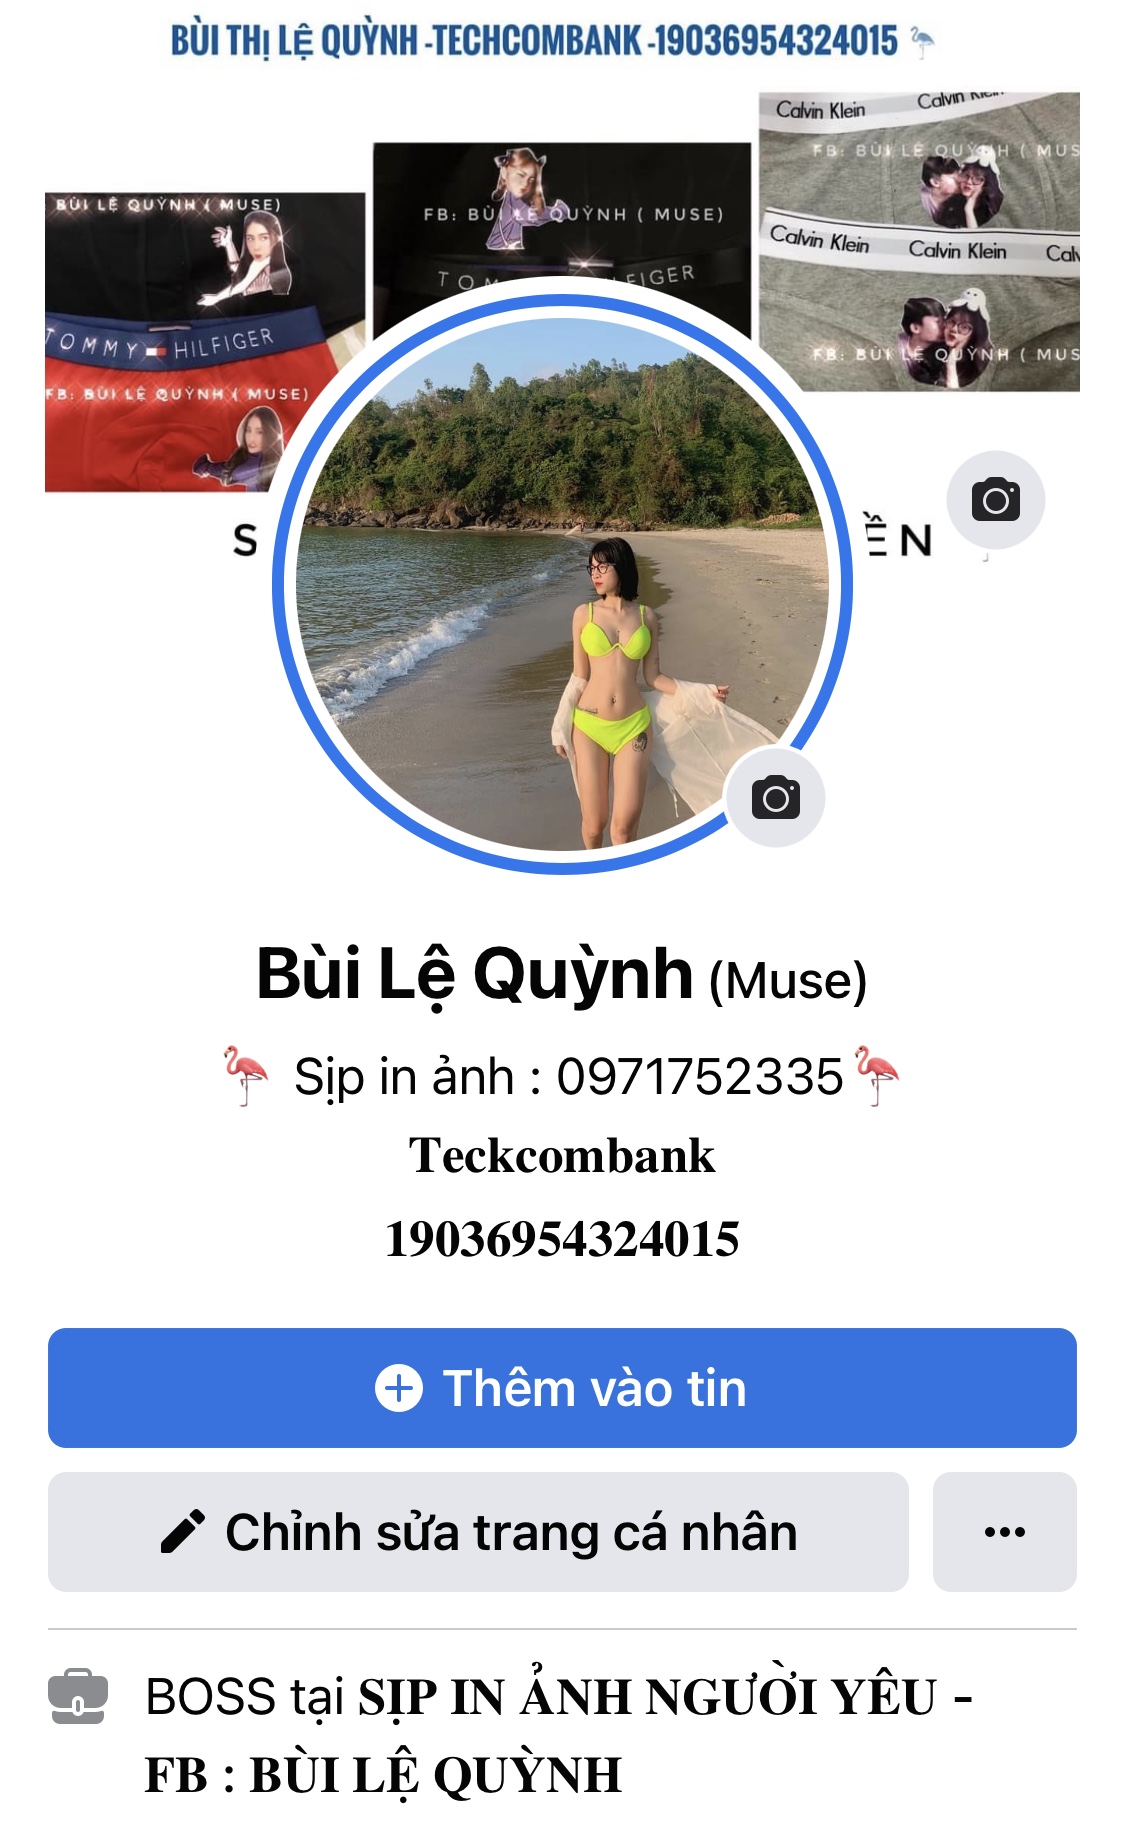 BÙI THỊ LỆ QUỲNH -TECHCOMBANK -19036954324015
Calvin Klein Calvin Klein
FB: BÙI LỆ QUỲNH ( MUS
BÙI LỆ QUỲNH ( MUSE)
FB: BÙI LỆ QUỲNH ( MUSE)
Calvin Klein Calvin Klein Calv
TOMMY HILFIGER
TOM LFIGER
FB: BÙI LỆ QUỲNH ( MUS
FB: BÙI LỆ QUỲNH ( MUSE)
S ỀN
Bùi Lệ Quỳnh (Muse)
Sịp in ảnh : 0971752335
Teckcombank
19036954324015
Thêm vào tin
Chỉnh sửa trang cá nhân
BOSS tại SỊP IN ẢNH NGƯỜI YÊU -
FB : BÙI LỆ QUỲNH